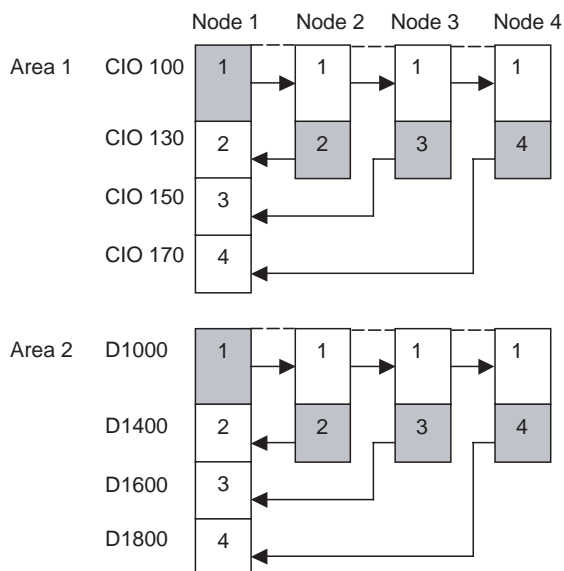 Node 1 Node 2 Node 3 Node 4
Area 1 CIO 100 1 1 1 1
CIO 130 2 2 3 4
CIO 150 3
CIO 170 4
Area 2 D1000 1 1 1 1
D1400 2 2 3 4
D1600 3
D1800 4